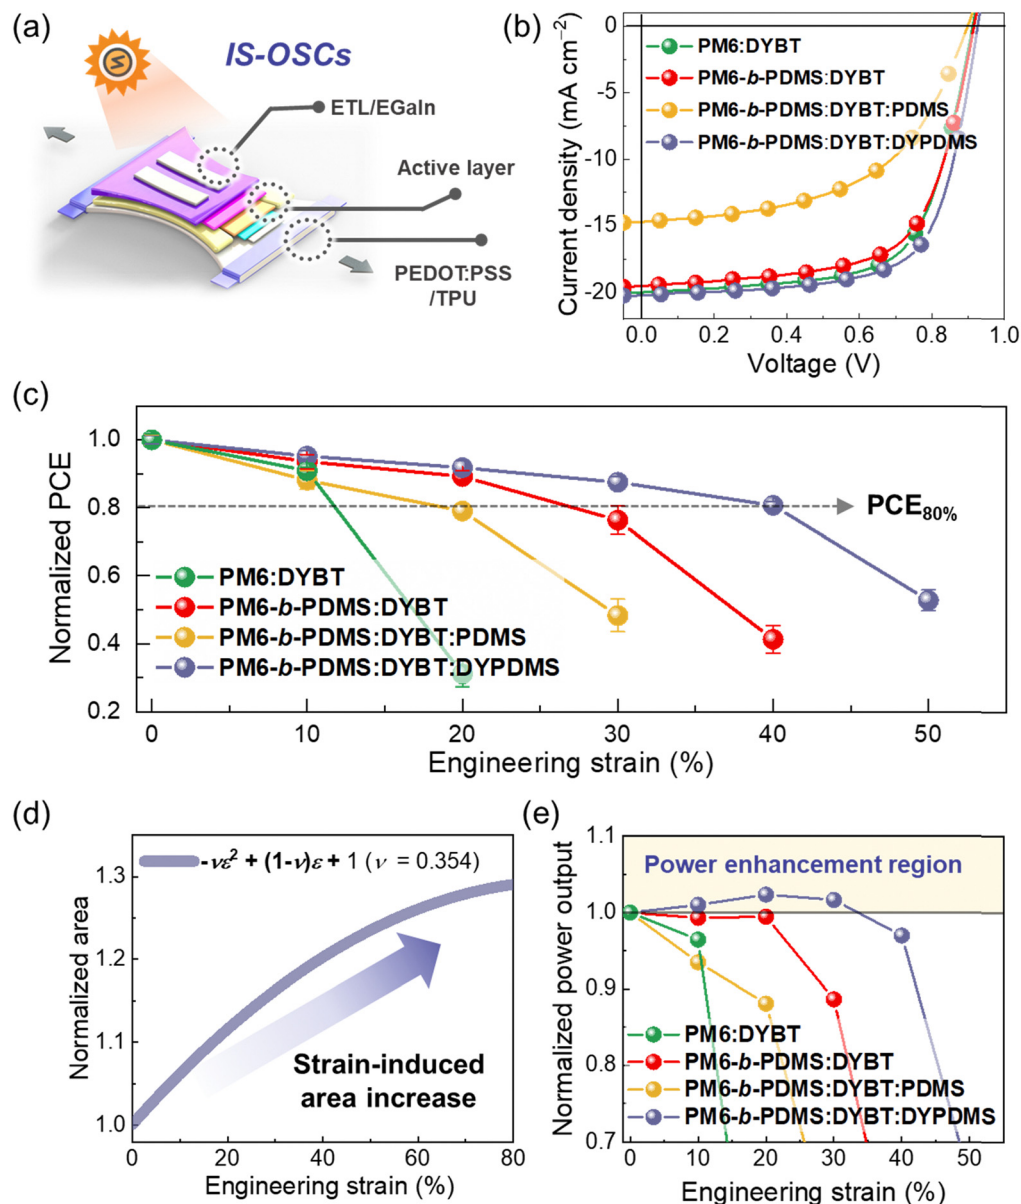 (a)
IS-OSCs
ETL/EGaIn
Active layer
PEDOT:PSS
/TPU
(b)
Current density (mA cm⁻²)
0
-5
-10
-15
-20
PM6:DYBT
PM6-b-PDMS:DYBT
PM6-b-PDMS:DYBT:PDMS
PM6-b-PDMS:DYBT:DYPDMS
0.0 0.2 0.4 0.6 0.8 1.0
Voltage (V)
(c)
Normalized PCE
1.0
0.8
0.6
0.4
0.2
PCE80%
PM6:DYBT
PM6-b-PDMS:DYBT
PM6-b-PDMS:DYBT:PDMS
PM6-b-PDMS:DYBT:DYPDMS
0 10 20 30 40 50
Engineering strain (%)
(d)
Normalized area
1.3
1.2
1.1
1.0
-νε² + (1-ν)ε + 1 (ν = 0.354)
Strain-induced
area increase
0 20 40 60 80
Engineering strain (%)
(e)
Normalized power output
1.1
1.0
0.9
0.8
0.7
Power enhancement region
PM6:DYBT
PM6-b-PDMS:DYBT
PM6-b-PDMS:DYBT:PDMS
PM6-b-PDMS:DYBT:DYPDMS
0 10 20 30 40 50
Engineering strain (%)